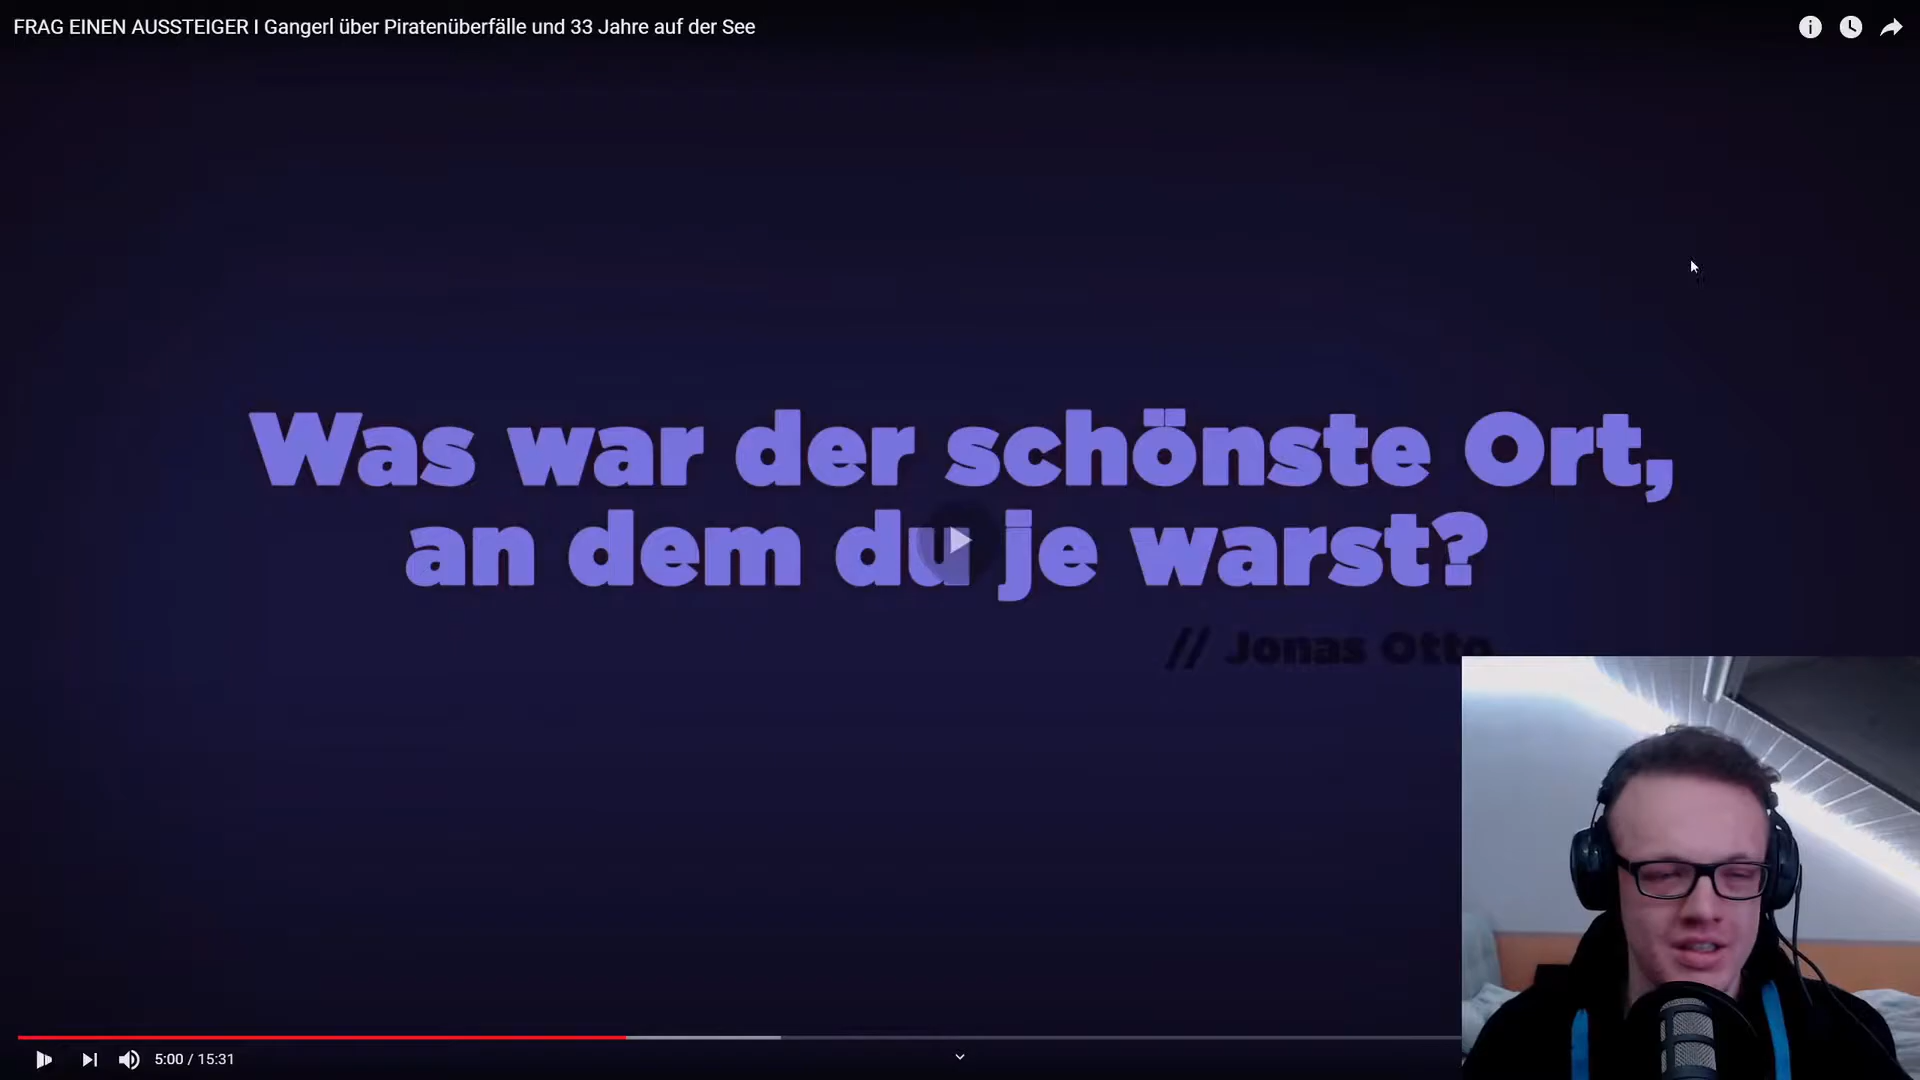 FRAG EINEN AUSSTEIGER I Gangerl über Piratenüberfälle und 33 Jahre auf der See
Was war der schönste Ort,
an dem du je warst?
// Jonas Otto
5:00 / 15:31